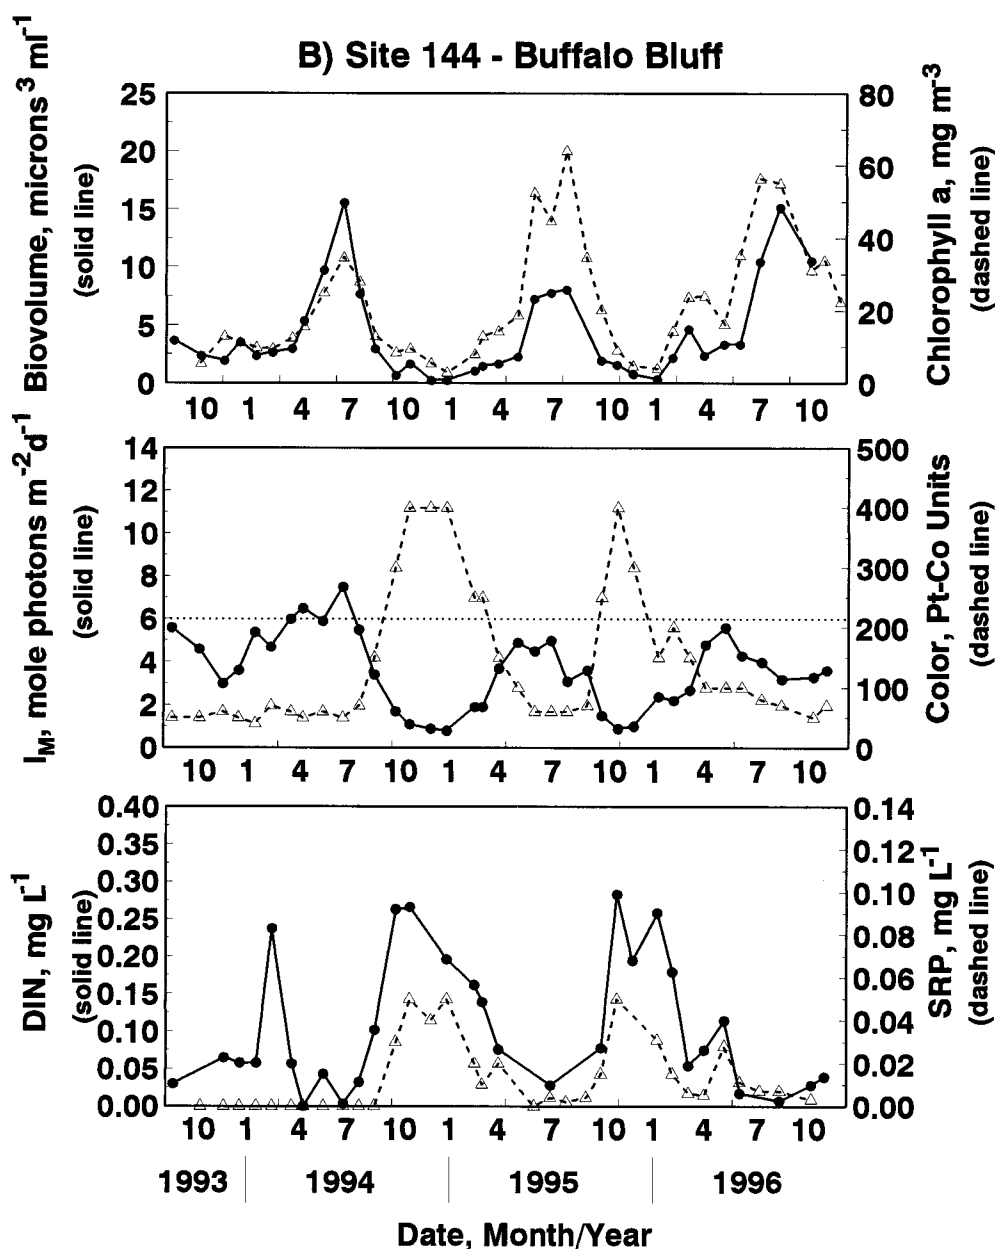 B) Site 144 - Buffalo Bluff
Biovolume, microns³ ml⁻¹
(solid line)
25
20
15
10
5
0
80
60
40
20
0
Chlorophyll a, mg m⁻³
(dashed line)
10 1 4 7 10 1 4 7 10 1 4 7 10
I_M, mole photons m⁻²d⁻¹
(solid line)
14
12
10
8
6
4
2
0
500
400
300
200
100
0
Color, Pt-Co Units
(dashed line)
10 1 4 7 10 1 4 7 10 1 4 7 10
DIN, mg L⁻¹
(solid line)
0.40
0.35
0.30
0.25
0.20
0.15
0.10
0.05
0.00
0.14
0.12
0.10
0.08
0.06
0.04
0.02
0.00
SRP, mg L⁻¹
(dashed line)
10 1 4 7 10 1 4 7 10 1 4 7 10
1993 1994 1995 1996
Date, Month/Year